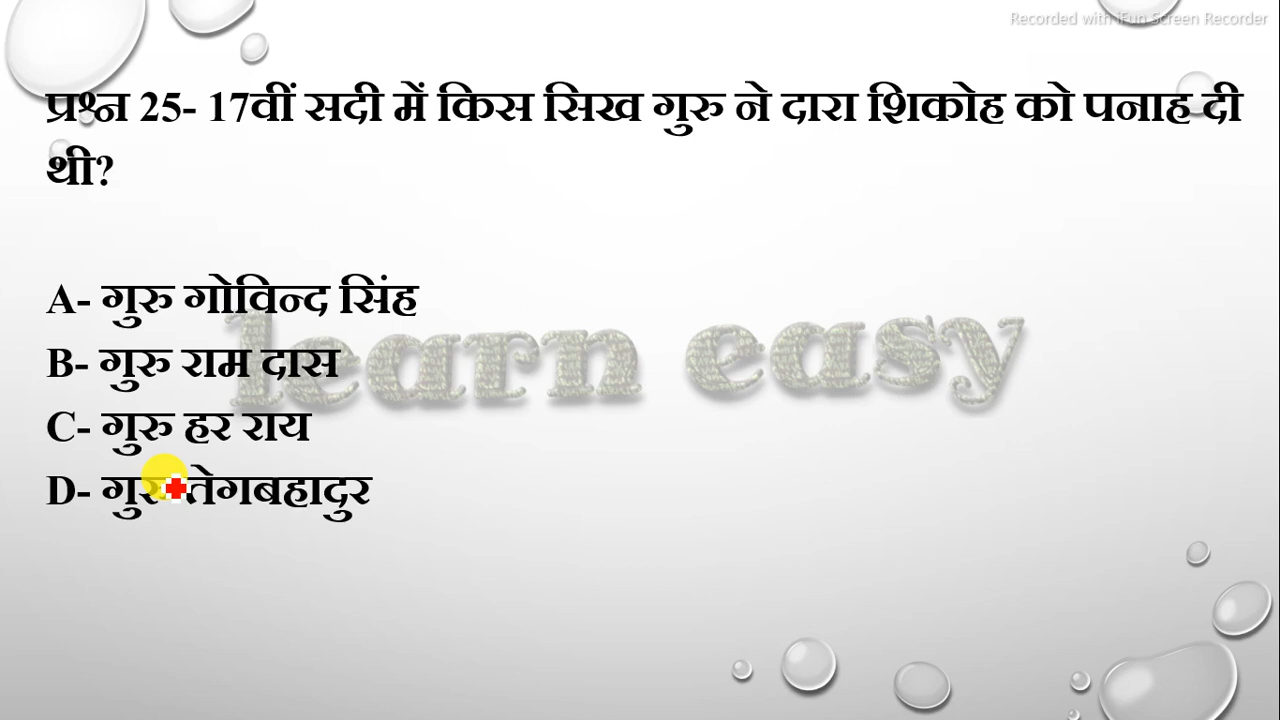 Recorded with iFun Screen Recorder
प्रश्न 25- 17वीं सदी में किस सिख गुरु ने दारा शिकोह को पनाह दी
थी?
A- गुरु गोविन्द सिंह
B- गुरु राम दास
learn easy
C- गुरु हर राय
D- गुरु तेगबहादुर